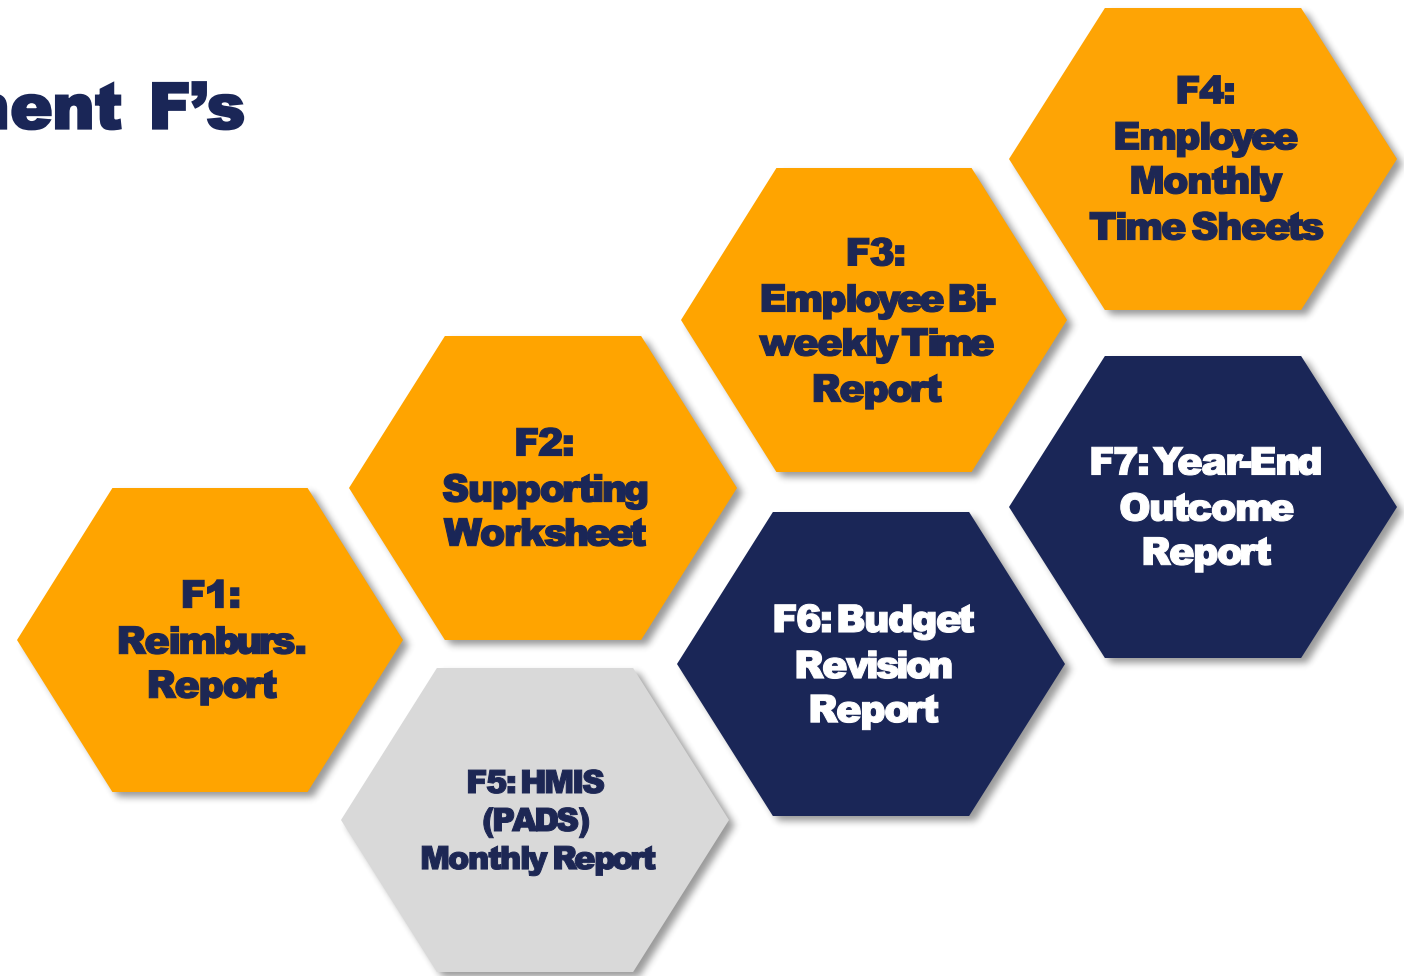 F's
F1:
Reimburs.
Report
F2:
Supporting
Worksheet
F3:
Employee Bi-
weekly Time
Report
F4:
Employee
Monthly
Time Sheets
F5: HMIS
(PADS)
Monthly Report
F6: Budget
Revision
Report
F7: Year-End
Outcome
Report